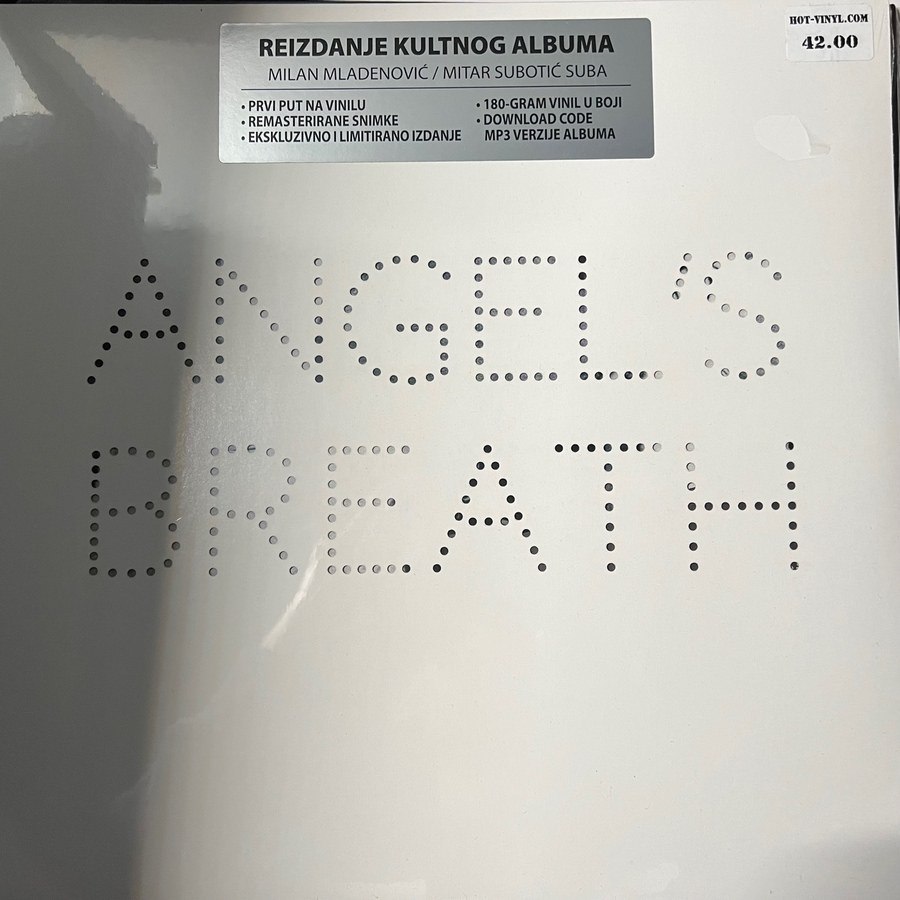 REIZDANJE KULTNOG ALBUMA
MILAN MLADENOVIĆ / MITAR SUBOTIĆ SUBA
• PRVI PUT NA VINILU
• REMASTERIRANE SNIMKE
• EKSKLUZIVNO I LIMITIRANO IZDANJE
• 180-GRAM VINIL U BOJI
• DOWNLOAD CODE
MP3 VERZIJE ALBUMA
HOT-VINYL.COM
42.00
ANGEL'S
BREATH